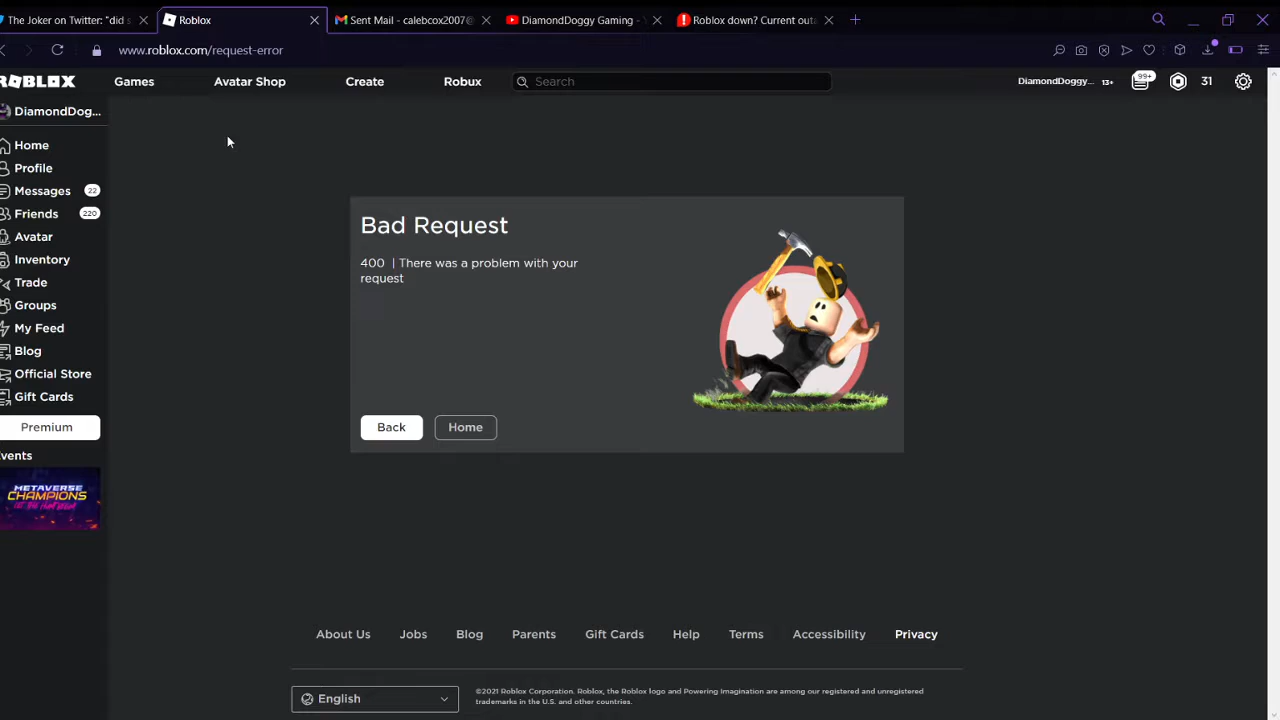 The Joker on Twitter: "did s
Roblox
Sent Mail - calebcox2007@
DiamondDoggy Gaming -
Roblox down? Current outa
www.roblox.com/request-error
ROBLOX
Games
Avatar Shop
Create
Robux
Search
DiamondDoggy... 13+
99+
31
DiamondDog...
Home
Profile
Messages 22
Friends 220
Avatar
Inventory
Trade
Groups
My Feed
Blog
Official Store
Gift Cards
Premium
Events
METAVERSE
CHAMPIONS
Bad Request
400 | There was a problem with your
request
Back
Home
About Us
Jobs
Blog
Parents
Gift Cards
Help
Terms
Accessibility
Privacy
English
©2021 Roblox Corporation. Roblox, the Roblox logo and Powering Imagination are among our registered and unregistered
trademarks in the U.S. and other countries.